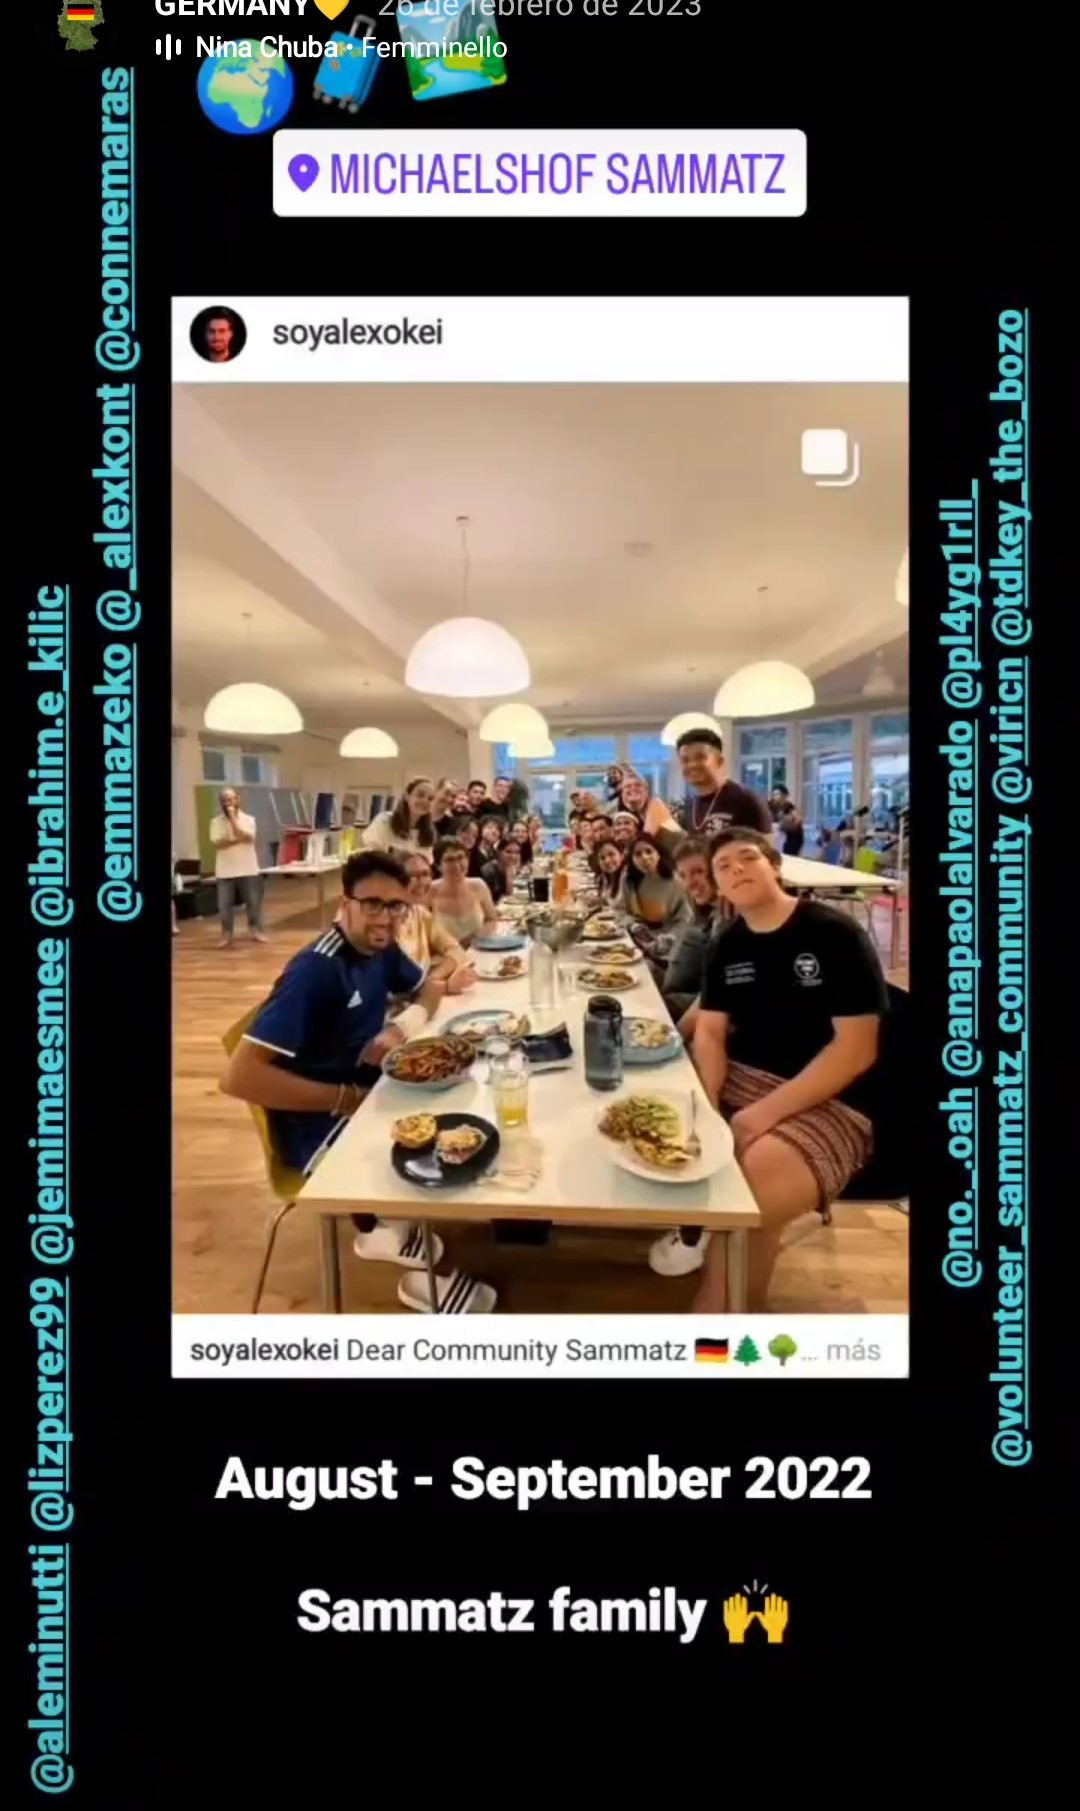 GERMANY💛 26 de febrero de 2023
Nina Chuba • Femminello
MICHAELSHOF SAMMATZ
@aleminutti @lizperez99 @jemimaesmee @ibrahim.e_kilic
@emmazeko @_alexkont @connemaras
soyalexokei
soyalexokei Dear Community Sammatz 🇩🇪🌲🌳... más
@no._.oah @anapaolalvarado @pl4yg1rll_
@volunteer_sammatz_community @viricn @tdkey_the_bozo
August - September 2022
Sammatz family 🙌